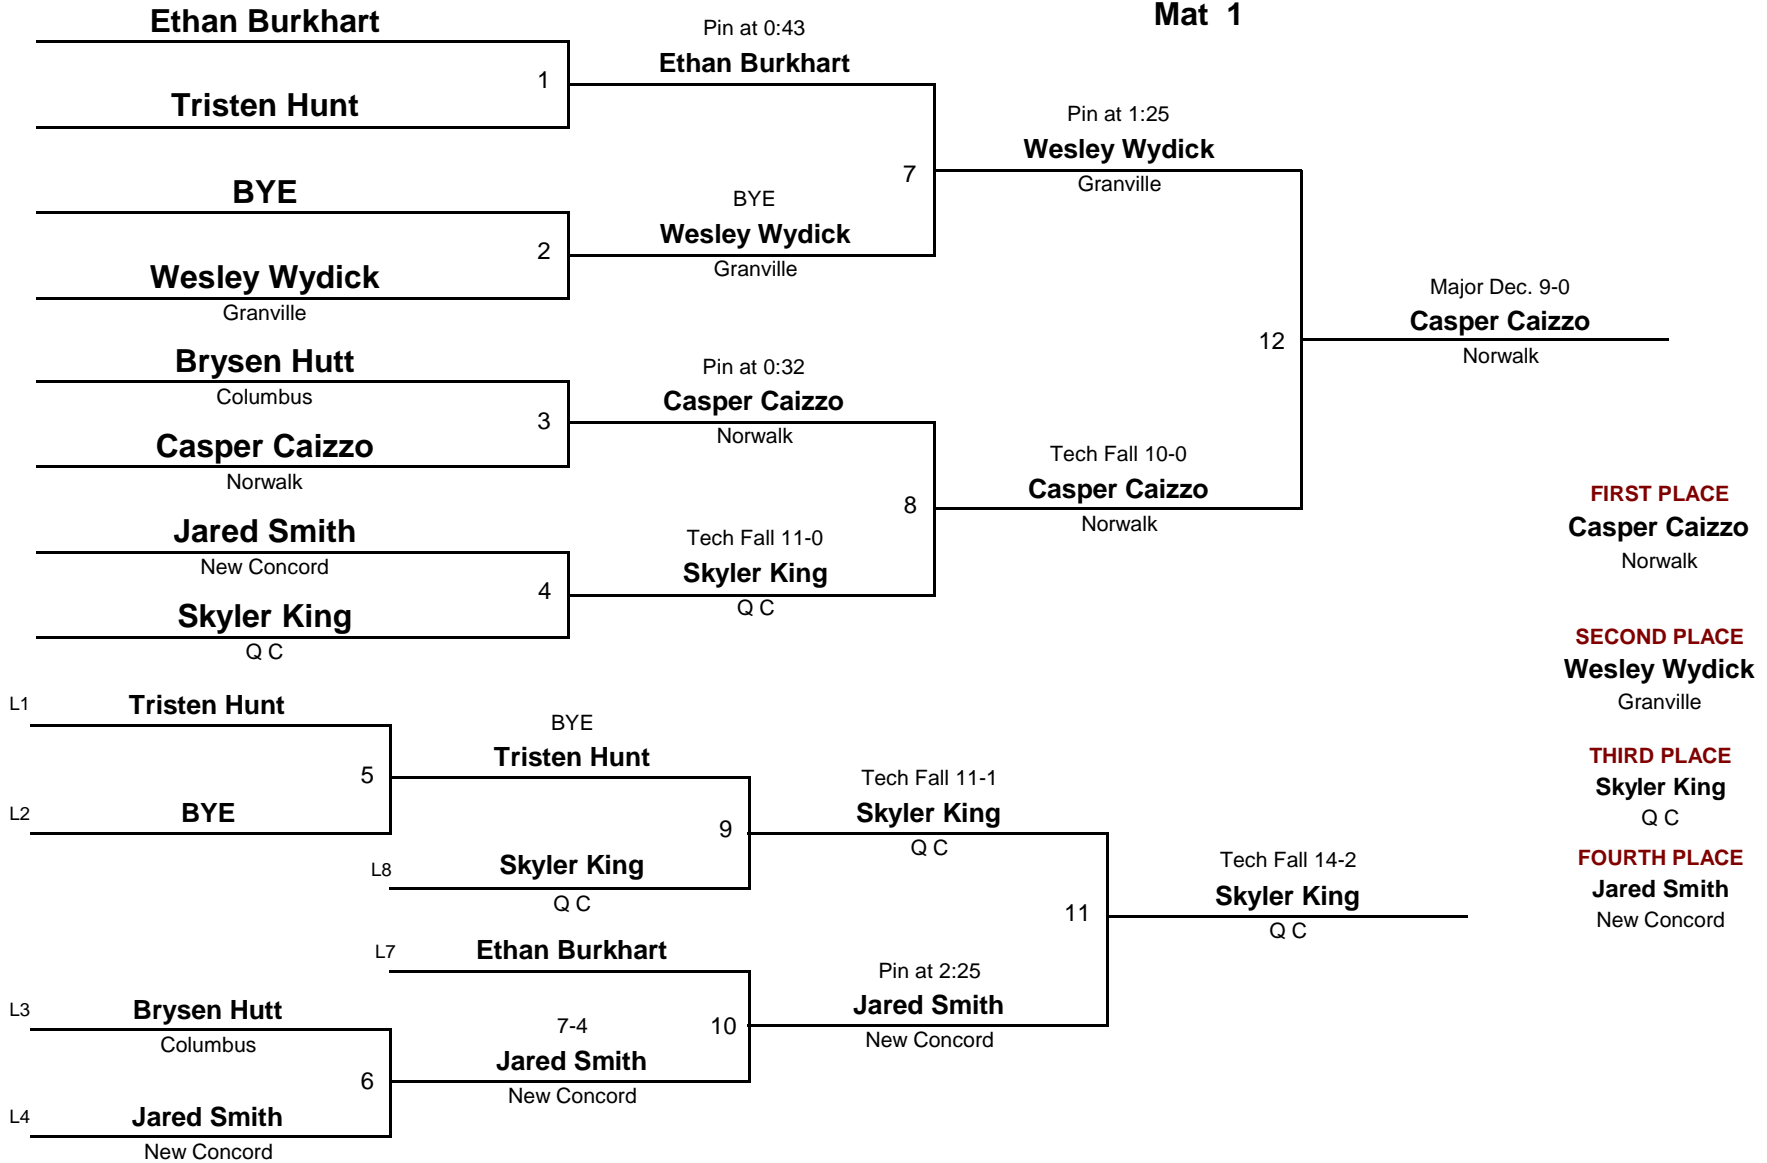 Mat 1
Ethan Burkhart
1
Tristen Hunt
BYE
2
Wesley Wydick
Granville
Brysen Hutt
Columbus
3
Casper Caizzo
Norwalk
Jared Smith
New Concord
4
Skyler King
Q C
Pin at 0:43
Ethan Burkhart
7
BYE
Wesley Wydick
Granville
Pin at 0:32
Casper Caizzo
Norwalk
8
Tech Fall 11-0
Skyler King
Q C
Pin at 1:25
Wesley Wydick
Granville
12
Tech Fall 10-0
Casper Caizzo
Norwalk
Major Dec. 9-0
Casper Caizzo
Norwalk
FIRST PLACE
Casper Caizzo
Norwalk
SECOND PLACE
Wesley Wydick
Granville
THIRD PLACE
Skyler King
Q C
FOURTH PLACE
Jared Smith
New Concord
L1 Tristen Hunt
5
L2 BYE
BYE
Tristen Hunt
9
L8 Skyler King
Q C
L7 Ethan Burkhart
10
L3 Brysen Hutt
Columbus
6
L4 Jared Smith
New Concord
7-4
Jared Smith
New Concord
Tech Fall 11-1
Skyler King
Q C
11
Pin at 2:25
Jared Smith
New Concord
Tech Fall 14-2
Skyler King
Q C